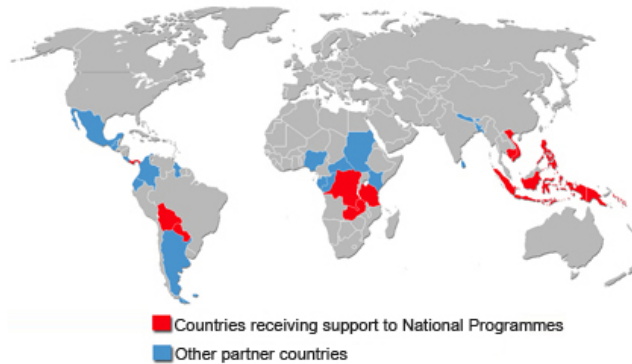 Countries receiving support to National Programmes
Other partner countries